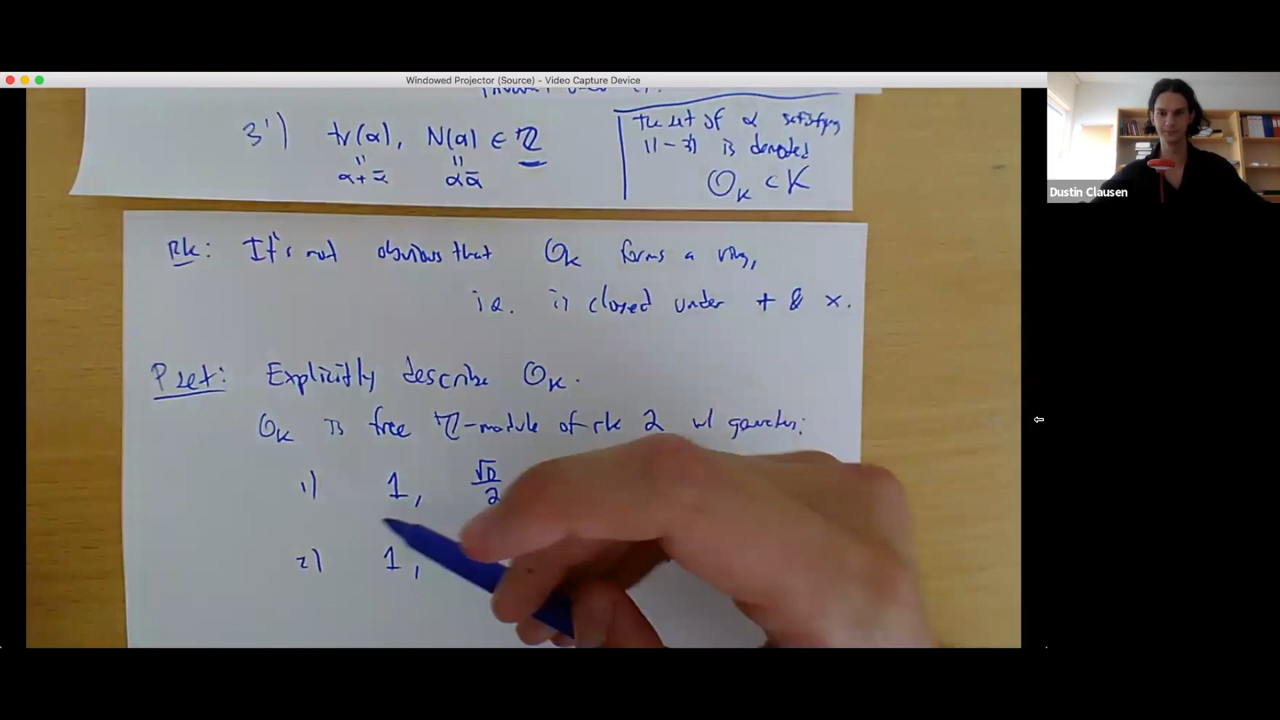 Windowed Projector (Source) - Video Capture Device
3') tr(α), N(α) ∈ ℤ
α+ᾱ αᾱ
The set of α satisfying
1) - 3) is denoted
O_K ⊂ K
Dustin Clausen
Rk: It's not obvious that O_K forms a ring,
i.e. is closed under + & ×.
Explicitly describe O_K.
O_K is free ℤ-module of rk 2 w/ generators:
1) 1, √D/2
2) 1,